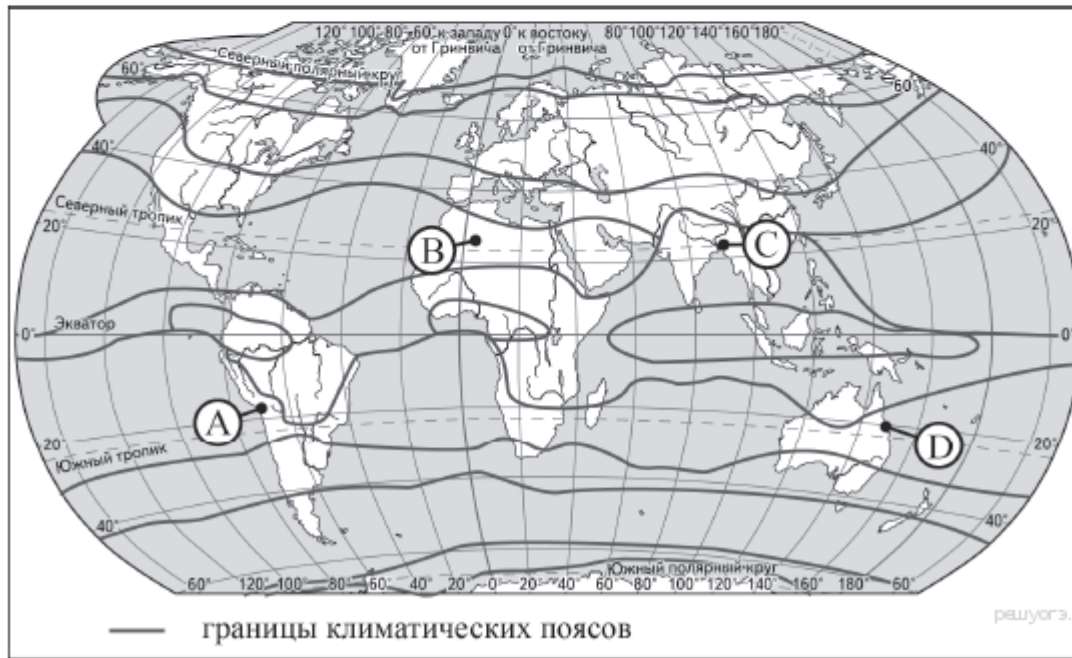 120° 100° 80° 60° к западу 0° к востоку 80° 100° 120° 140° 160° 180°
от Гринвича от Гринвича
Северный полярный круг
60° 60°
40° 40°
Северный тропик
20° 20°
B C
Экватор
0° 0°
A D
20° 20°
Южный тропик
40° 40°
Южный полярный круг
60° 120° 100° 80° 60° 40° 20° 0° 20° 40° 60° 80° 100° 120° 140° 160° 180° 60°
границы климатических поясов
решуогэ.